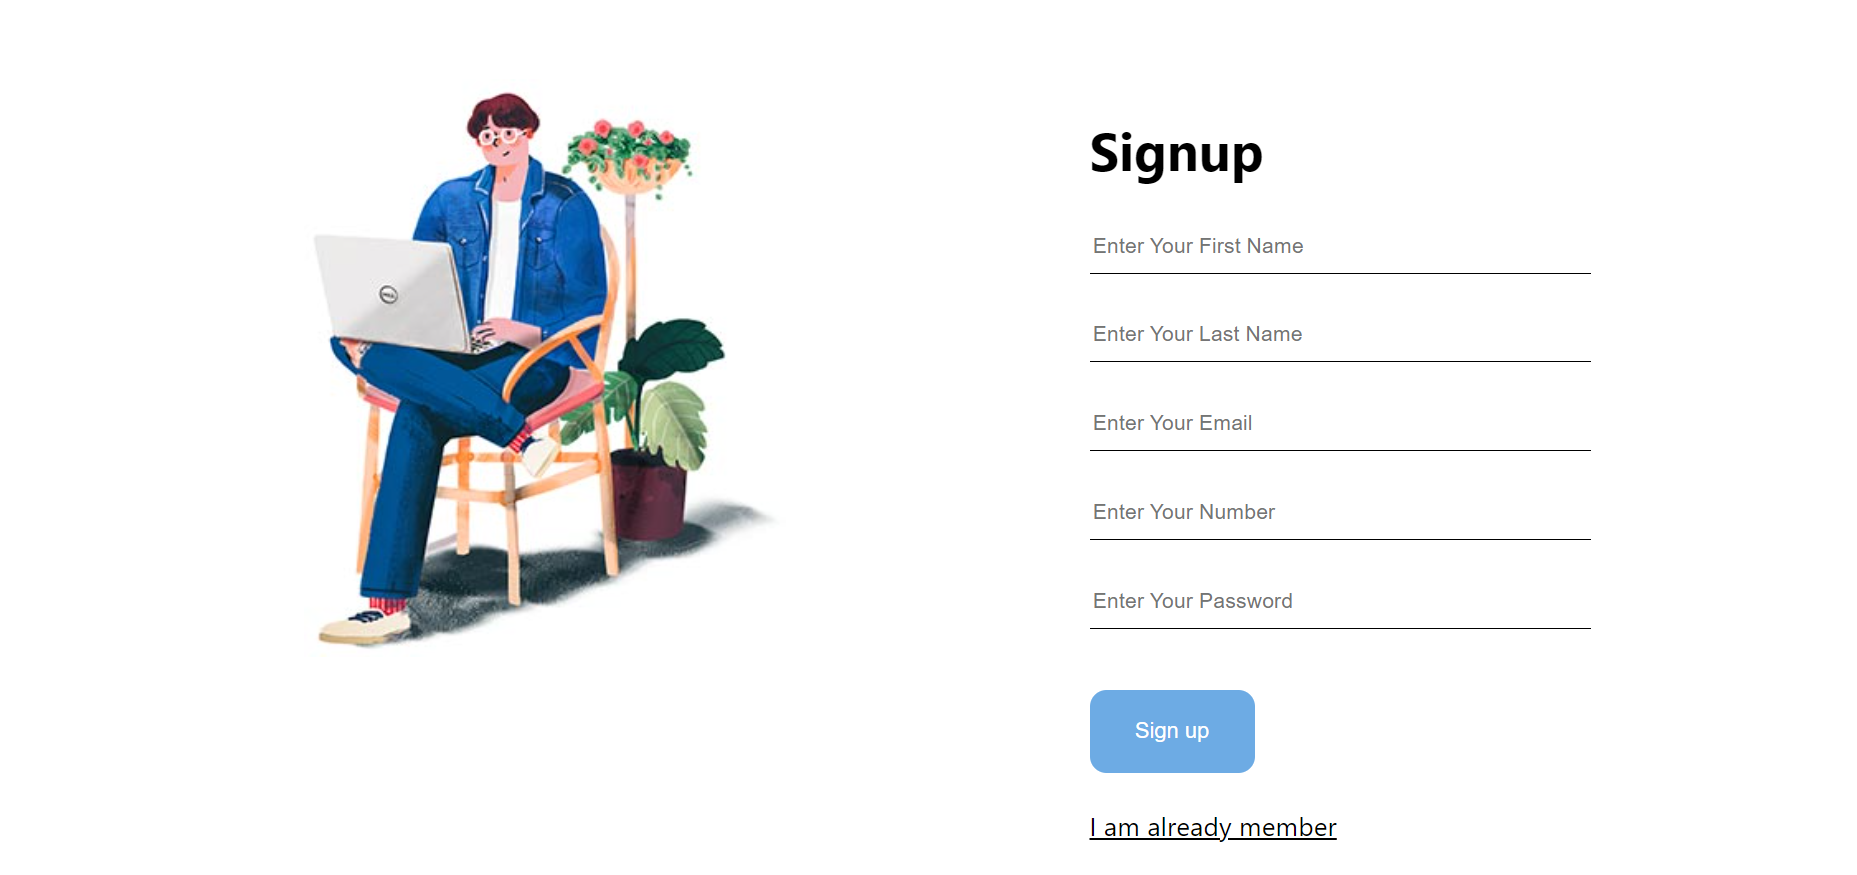 Signup
Enter Your First Name
Enter Your Last Name
Enter Your Email
Enter Your Number
Enter Your Password
Sign up
I am already member